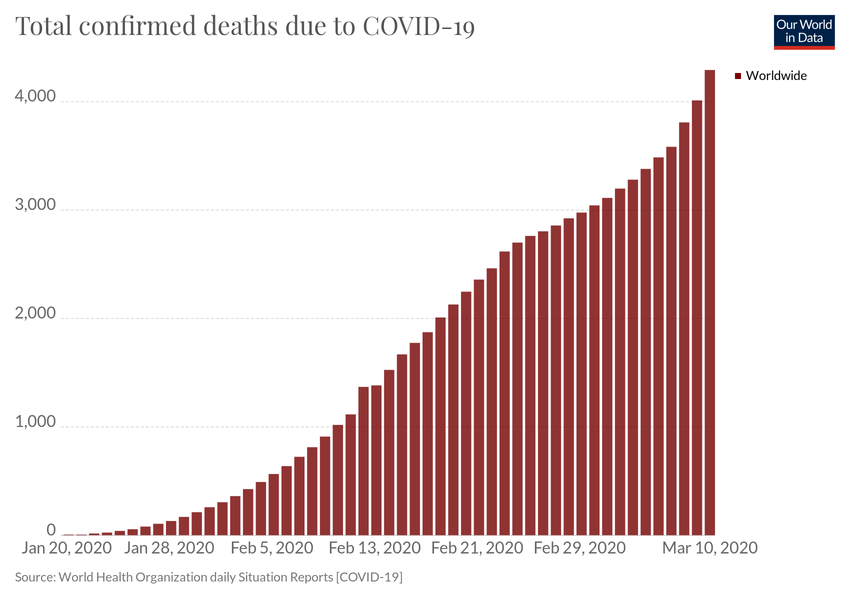 Total confirmed deaths due to COVID-19
Our World
in Data
Worldwide
4,000
3,000
2,000
1,000
0
Jan 20, 2020 Jan 28, 2020 Feb 5, 2020 Feb 13, 2020 Feb 21, 2020 Feb 29, 2020 Mar 10, 2020
Source: World Health Organization daily Situation Reports [COVID-19]